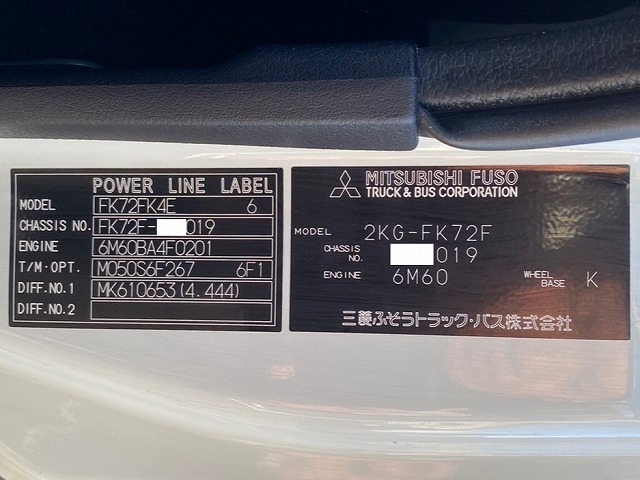 POWER LINE LABEL
MODEL FK72FK4E 6
CHASSIS NO. FK72F- 019
ENGINE 6M60BA4F0201
T/M·OPT. M050S6F267 6F1
DIFF.NO.1 MK610653(4.444)
DIFF.NO.2
MITSUBISHI FUSO
TRUCK & BUS CORPORATION
MODEL 2KG-FK72F
CHASSIS NO. 019
ENGINE 6M60 WHEEL BASE K
三菱ふそうトラック・バス株式会社